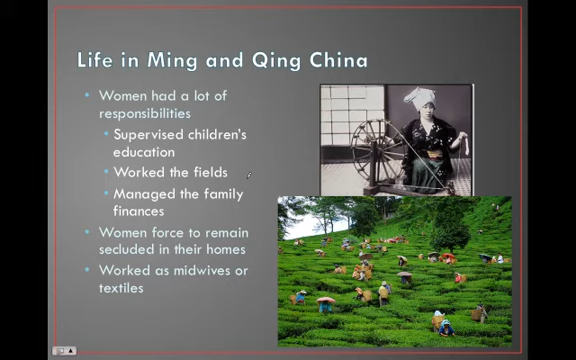 Life in Ming and Qing China
• Women had a lot of
responsibilities
• Supervised children's
education
• Worked the fields
• Managed the family
finances
• Women force to remain
secluded in their homes
• Worked as midwives or
textiles